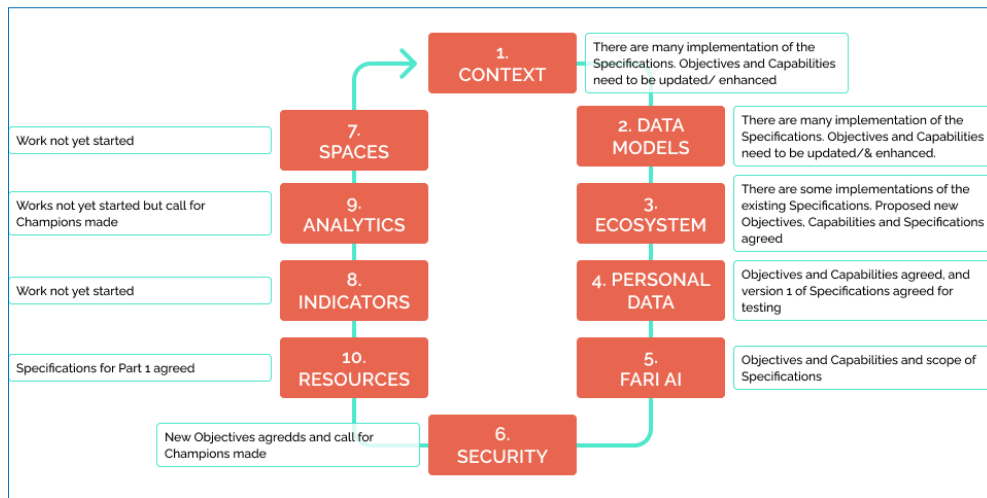 1.
CONTEXT
There are many implementation of the
Specifications. Objectives and Capabilities
need to be updated/ enhanced
2. DATA
MODELS
There are many implementation of the
Specifications. Objectives and Capabilities
need to be updated/& enhanced.
3.
ECOSYSTEM
There are some implementations of the
existing Specifications. Proposed new
Objectives, Capabilities and Specifications
agreed
4. PERSONAL
DATA
Objectives and Capabilities agreed, and
version 1 of Specifications agreed for
testing
5.
FARI AI
Objectives and Capabilities and scope of
Specifications
6.
SECURITY
New Objectives agredds and call for
Champions made
10.
RESOURCES
Specifications for Part 1 agreed
8.
INDICATORS
Work not yet started
9.
ANALYTICS
Works not yet started but call for
Champions made
7.
SPACES
Work not yet started